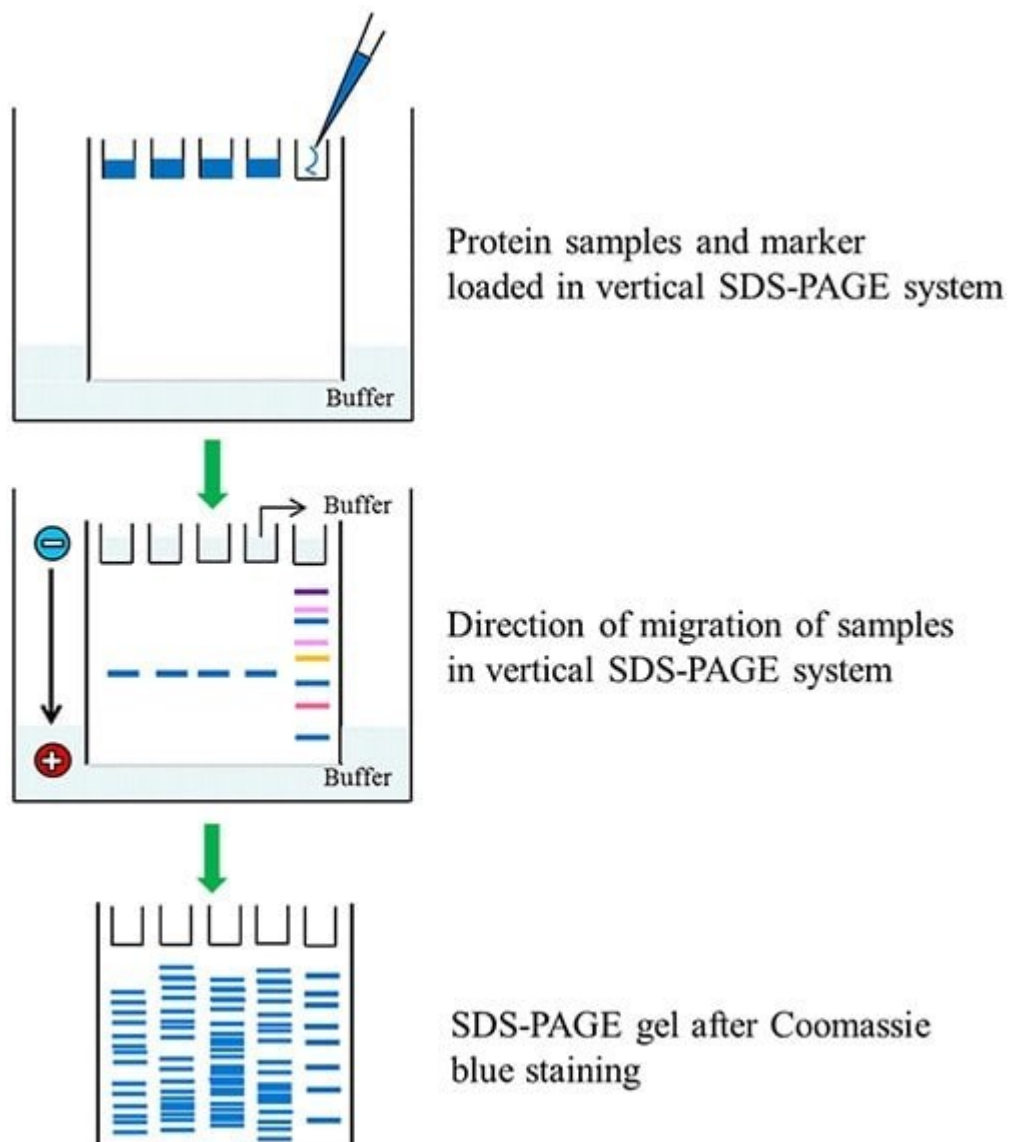 Protein samples and marker
loaded in vertical SDS-PAGE system
Buffer
Buffer
Direction of migration of samples
in vertical SDS-PAGE system
Buffer
SDS-PAGE gel after Coomassie
blue staining